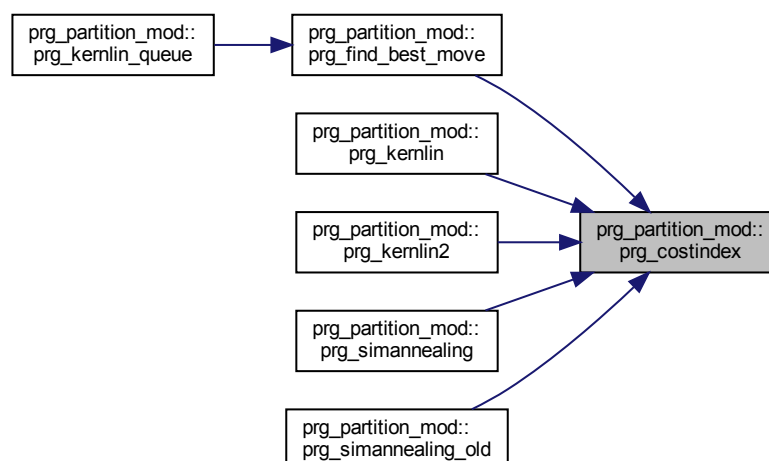 prg_partition_mod::
prg_kernlin_queue
prg_partition_mod::
prg_find_best_move
prg_partition_mod::
prg_kernlin
prg_partition_mod::
prg_kernlin2
prg_partition_mod::
prg_simannealing
prg_partition_mod::
prg_simannealing_old
prg_partition_mod::
prg_costindex